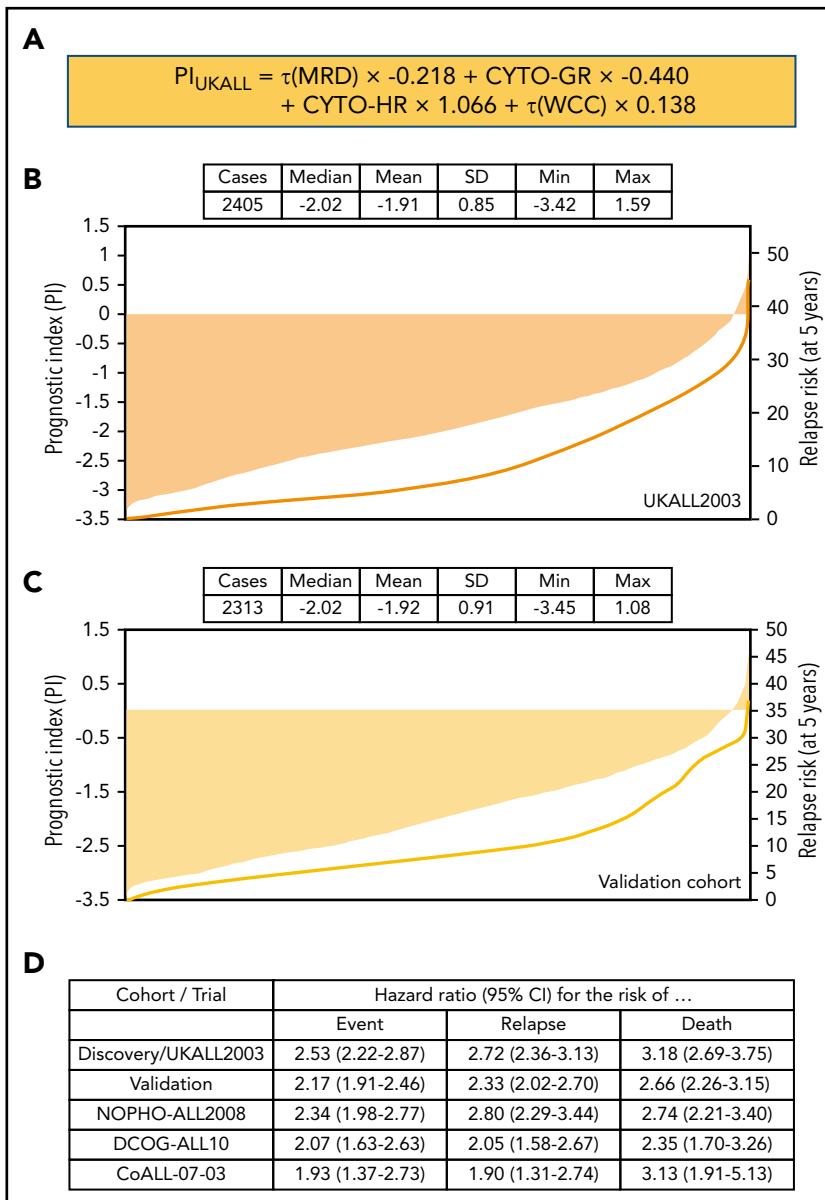 A
PI_UKALL = τ(MRD) × -0.218 + CYTO-GR × -0.440
+ CYTO-HR × 1.066 + τ(WCC) × 0.138
B
Cases Median Mean SD Min Max
2405 -2.02 -1.91 0.85 -3.42 1.59
Prognostic index (PI)
1.5
1
0.5
0
-0.5
-1
-1.5
-2
-2.5
-3
-3.5
50
40
30
20
10
0
Relapse risk (at 5 years)
UKALL2003
C
Cases Median Mean SD Min Max
2313 -2.02 -1.92 0.91 -3.45 1.08
Prognostic index (PI)
1.5
0.5
-0.5
-1.5
-2.5
-3.5
50
45
40
35
30
25
20
15
10
5
0
Relapse risk (at 5 years)
Validation cohort
D
Cohort / Trial Hazard ratio (95% CI) for the risk of ...
Event Relapse Death
Discovery/UKALL2003 2.53 (2.22-2.87) 2.72 (2.36-3.13) 3.18 (2.69-3.75)
Validation 2.17 (1.91-2.46) 2.33 (2.02-2.70) 2.66 (2.26-3.15)
NOPHO-ALL2008 2.34 (1.98-2.77) 2.80 (2.29-3.44) 2.74 (2.21-3.40)
DCOG-ALL10 2.07 (1.63-2.63) 2.05 (1.58-2.67) 2.35 (1.70-3.26)
CoALL-07-03 1.93 (1.37-2.73) 1.90 (1.31-2.74) 3.13 (1.91-5.13)